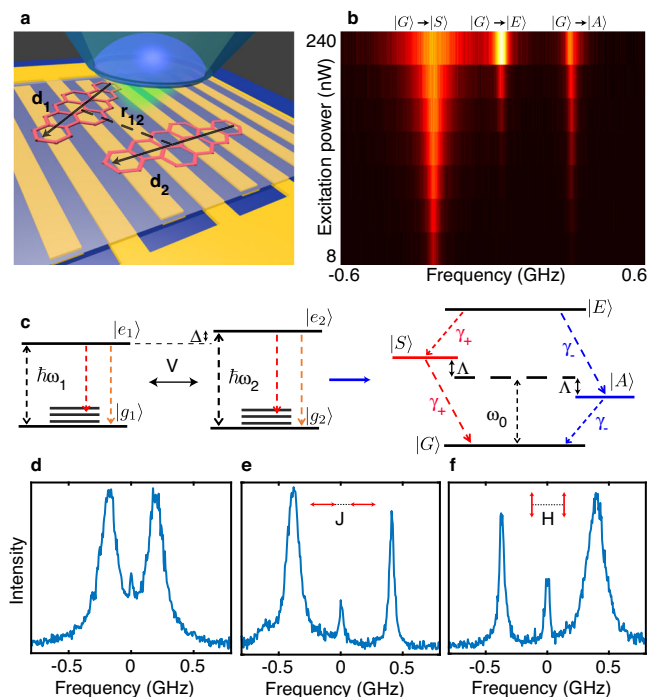 a
d1
r12
d2
b
|G⟩→|S⟩ |G⟩→|E⟩ |G⟩→|A⟩
240
Excitation power (nW)
8
-0.6 Frequency (GHz) 0.6
c
|e1⟩
ħω1
|g1⟩
V
Δ
|e2⟩
ħω2
|g2⟩
|E⟩
γ+
γ-
|S⟩
Λ
Λ
|A⟩
γ+
ω0
γ-
|G⟩
d
Intensity
-0.5 0 0.5
Frequency (GHz)
e
J
-0.5 0 0.5
Frequency (GHz)
f
H
-0.5 0 0.5
Frequency (GHz)